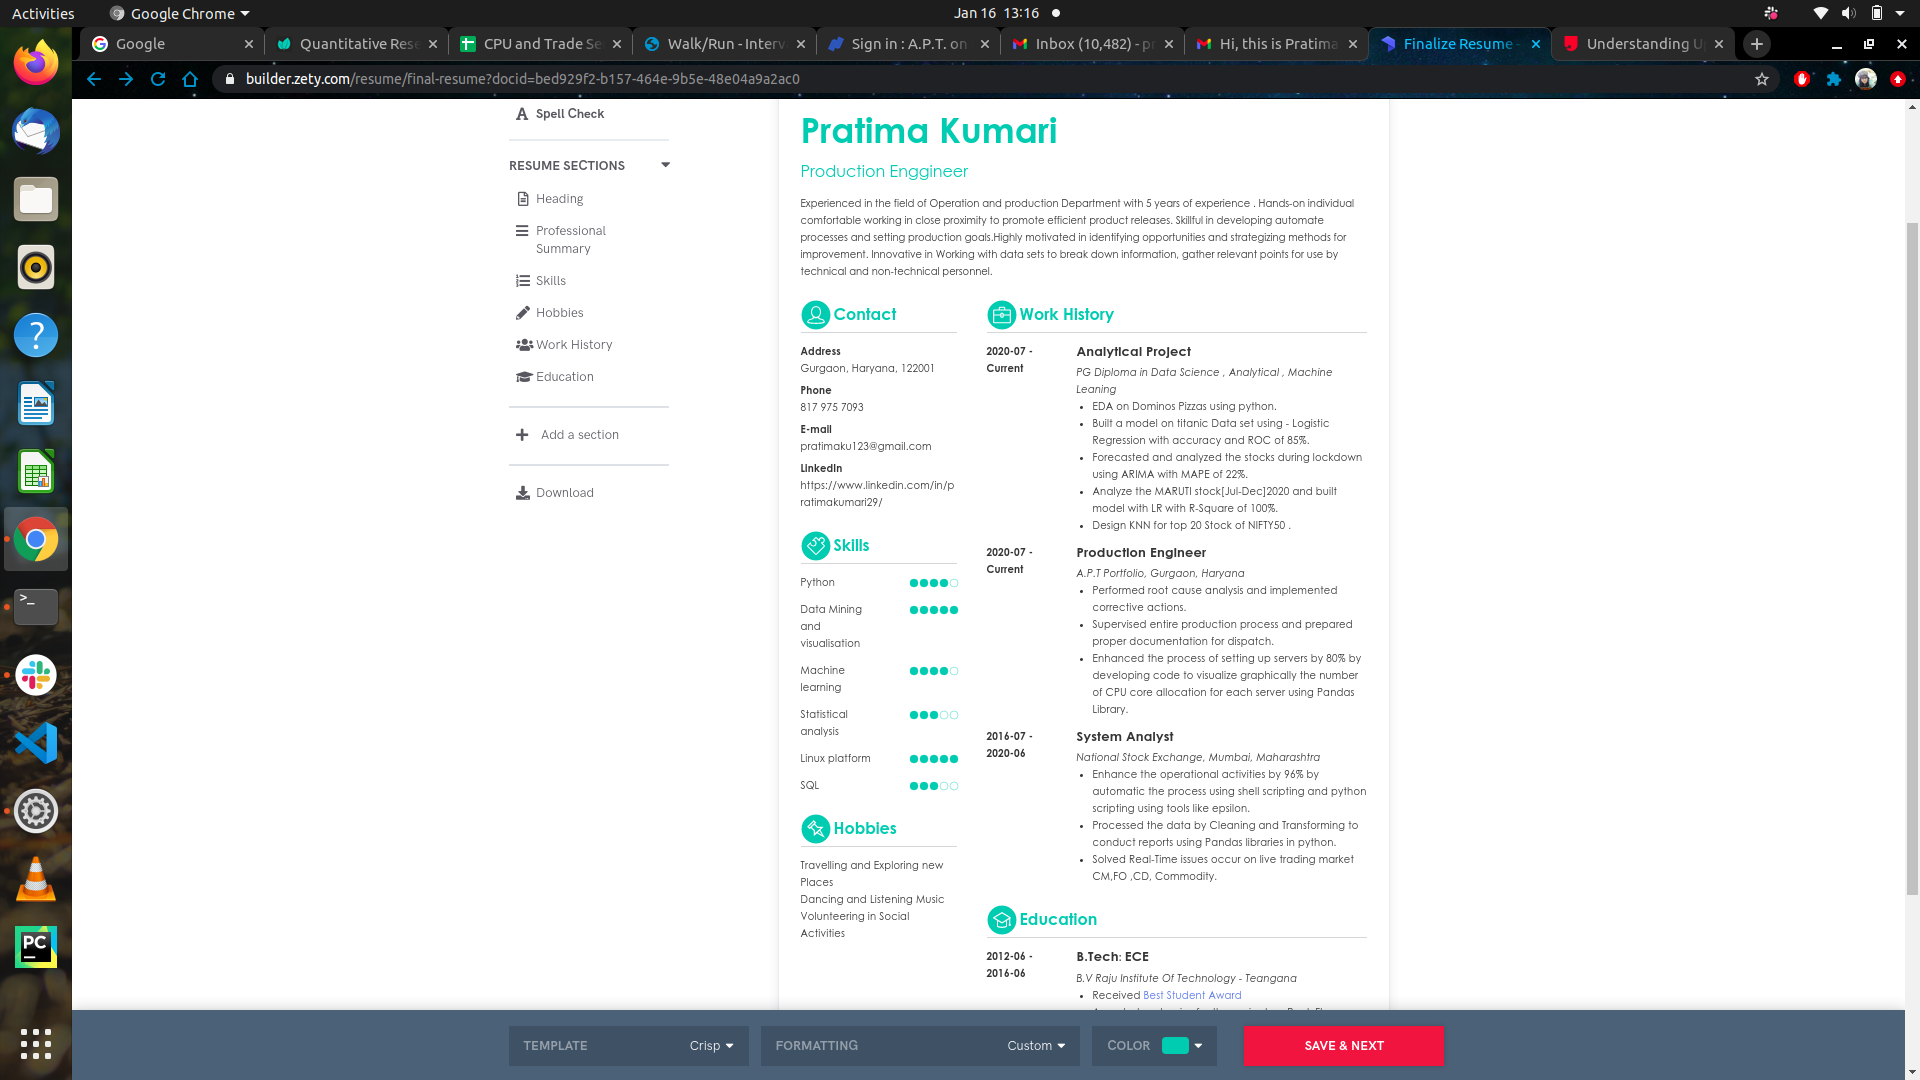 Activities
Google Chrome
Jan 16 13:16
Google
Quantitative Rese
CPU and Trade Se
Walk/Run - Interv
Sign in : A.P.T. on
Inbox (10,482) - p
Hi, this is Pratima
Finalize Resume -
Understanding U
builder.zety.com/resume/final-resume?docid=bed929f2-b157-464e-9b5e-48e04a9a2ac0
Spell Check
RESUME SECTIONS
Heading
Professional
Summary
Skills
Hobbies
Work History
Education
Add a section
Download
Pratima Kumari
Production Enggineer
Experienced in the field of Operation and production Department with 5 years of experience . Hands-on individual
comfortable working in close proximity to promote efficient product releases. Skillful in developing automate
processes and setting production goals.Highly motivated in identifying opportunities and strategizing methods for
improvement. Innovative in Working with data sets to break down information, gather relevant points for use by
technical and non-technical personnel.
Contact
Address
Gurgaon, Haryana, 122001
Phone
817 975 7093
E-mail
pratimaku123@gmail.com
LinkedIn
https://www.linkedin.com/in/p
ratimakumari29/
Skills
Python
Data Mining
and
visualisation
Machine
learning
Statistical
analysis
Linux platform
SQL
Hobbies
Travelling and Exploring new
Places
Dancing and Listening Music
Volunteering in Social
Activities
Work History
2020-07 -
Current
Analytical Project
PG Diploma in Data Science , Analytical , Machine
Leaning
• EDA on Dominos Pizzas using python.
• Built a model on titanic Data set using - Logistic
Regression with accuracy and ROC of 85%.
• Forecasted and analyzed the stocks during lockdown
using ARIMA with MAPE of 22%.
• Analyze the MARUTI stock[Jul-Dec]2020 and built
model with LR with R-Square of 100%.
• Design KNN for top 20 Stock of NIFTY50 .
2020-07 -
Current
Production Engineer
A.P.T Portfolio, Gurgaon, Haryana
• Performed root cause analysis and implemented
corrective actions.
• Supervised entire production process and prepared
proper documentation for dispatch.
• Enhanced the process of setting up servers by 80% by
developing code to visualize graphically the number
of CPU core allocation for each server using Pandas
Library.
2016-07 -
2020-06
System Analyst
National Stock Exchange, Mumbai, Maharashtra
• Enhance the operational activities by 96% by
automatic the process using shell scripting and python
scripting using tools like epsilon.
• Processed the data by Cleaning and Transforming to
conduct reports using Pandas libraries in python.
• Solved Real-Time issues occur on live trading market
CM,FO ,CD, Commodity.
Education
2012-06 -
2016-06
B.Tech: ECE
B.V Raju Institute Of Technology - Teangana
• Received Best Student Award
TEMPLATE
Crisp
FORMATTING
Custom
COLOR
SAVE & NEXT